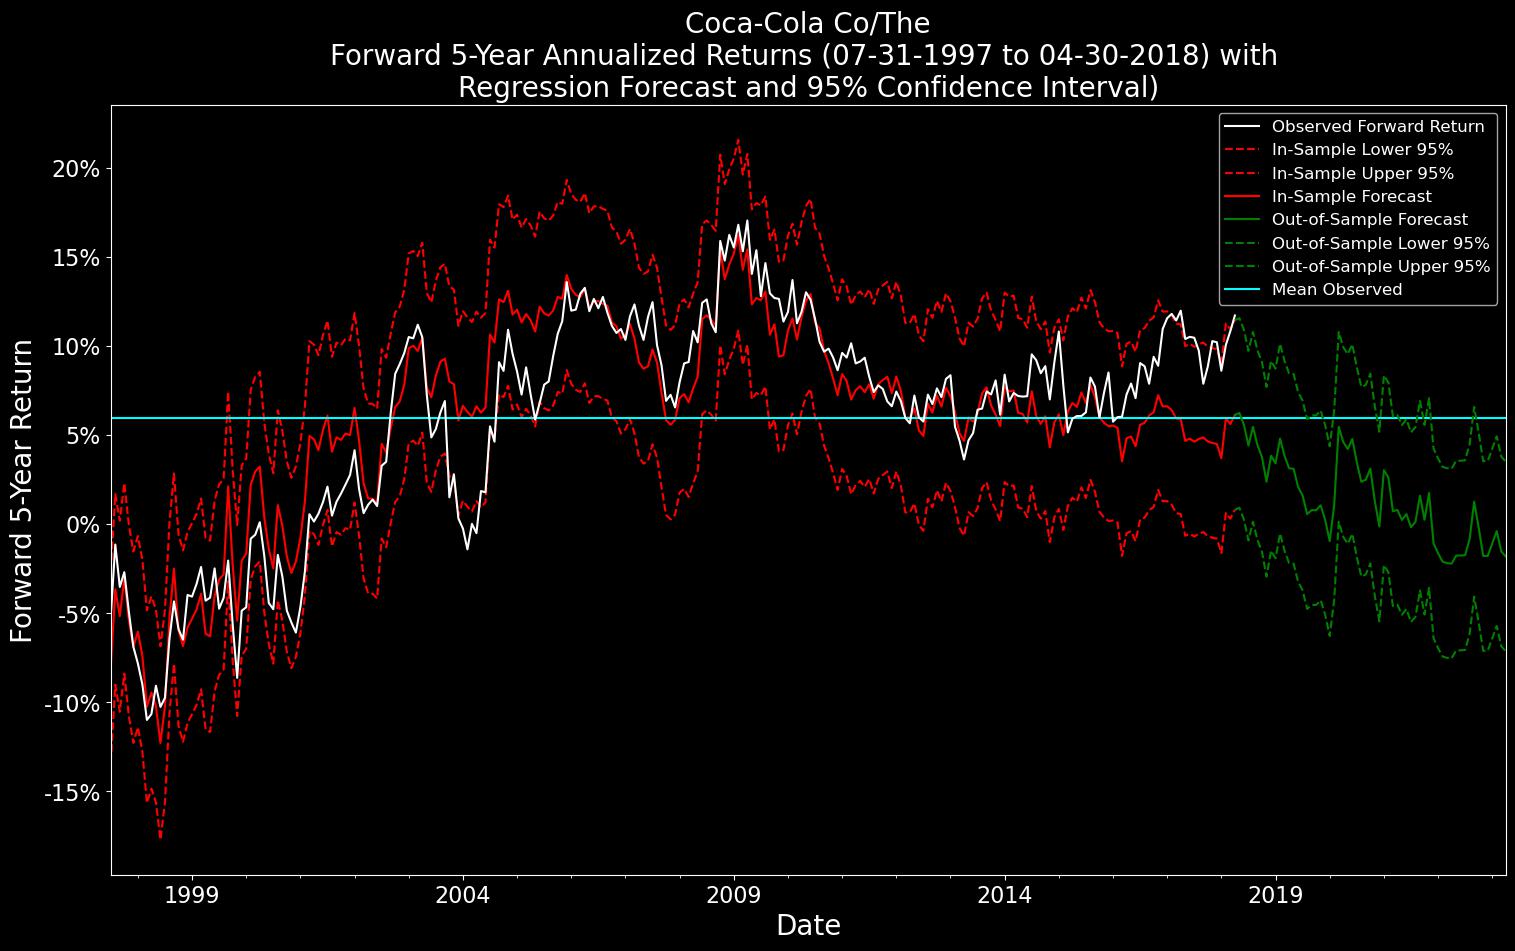 Coca-Cola Co/The
Forward 5-Year Annualized Returns (07-31-1997 to 04-30-2018) with
Regression Forecast and 95% Confidence Interval)
Observed Forward Return
In-Sample Lower 95%
In-Sample Upper 95%
In-Sample Forecast
Out-of-Sample Forecast
Out-of-Sample Lower 95%
Out-of-Sample Upper 95%
Mean Observed
Forward 5-Year Return
20%
15%
10%
5%
0%
-5%
-10%
-15%
1999
2004
2009
2014
2019
Date